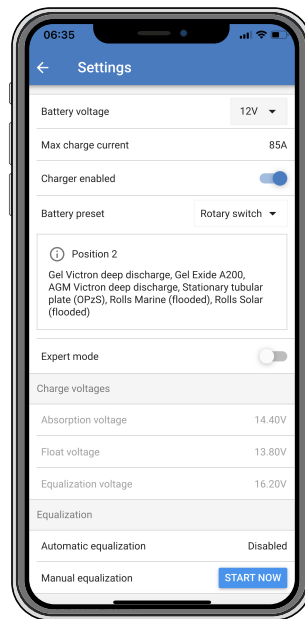 06:35
Settings
Battery voltage 12V
Max charge current 85A
Charger enabled
Battery preset Rotary switch
Position 2
Gel Victron deep discharge, Gel Exide A200,
AGM Victron deep discharge, Stationary tubular
plate (OPzS), Rolls Marine (flooded), Rolls Solar
(flooded)
Expert mode
Charge voltages
Absorption voltage 14.40V
Float voltage 13.80V
Equalization voltage 16.20V
Equalization
Automatic equalization Disabled
Manual equalization START NOW